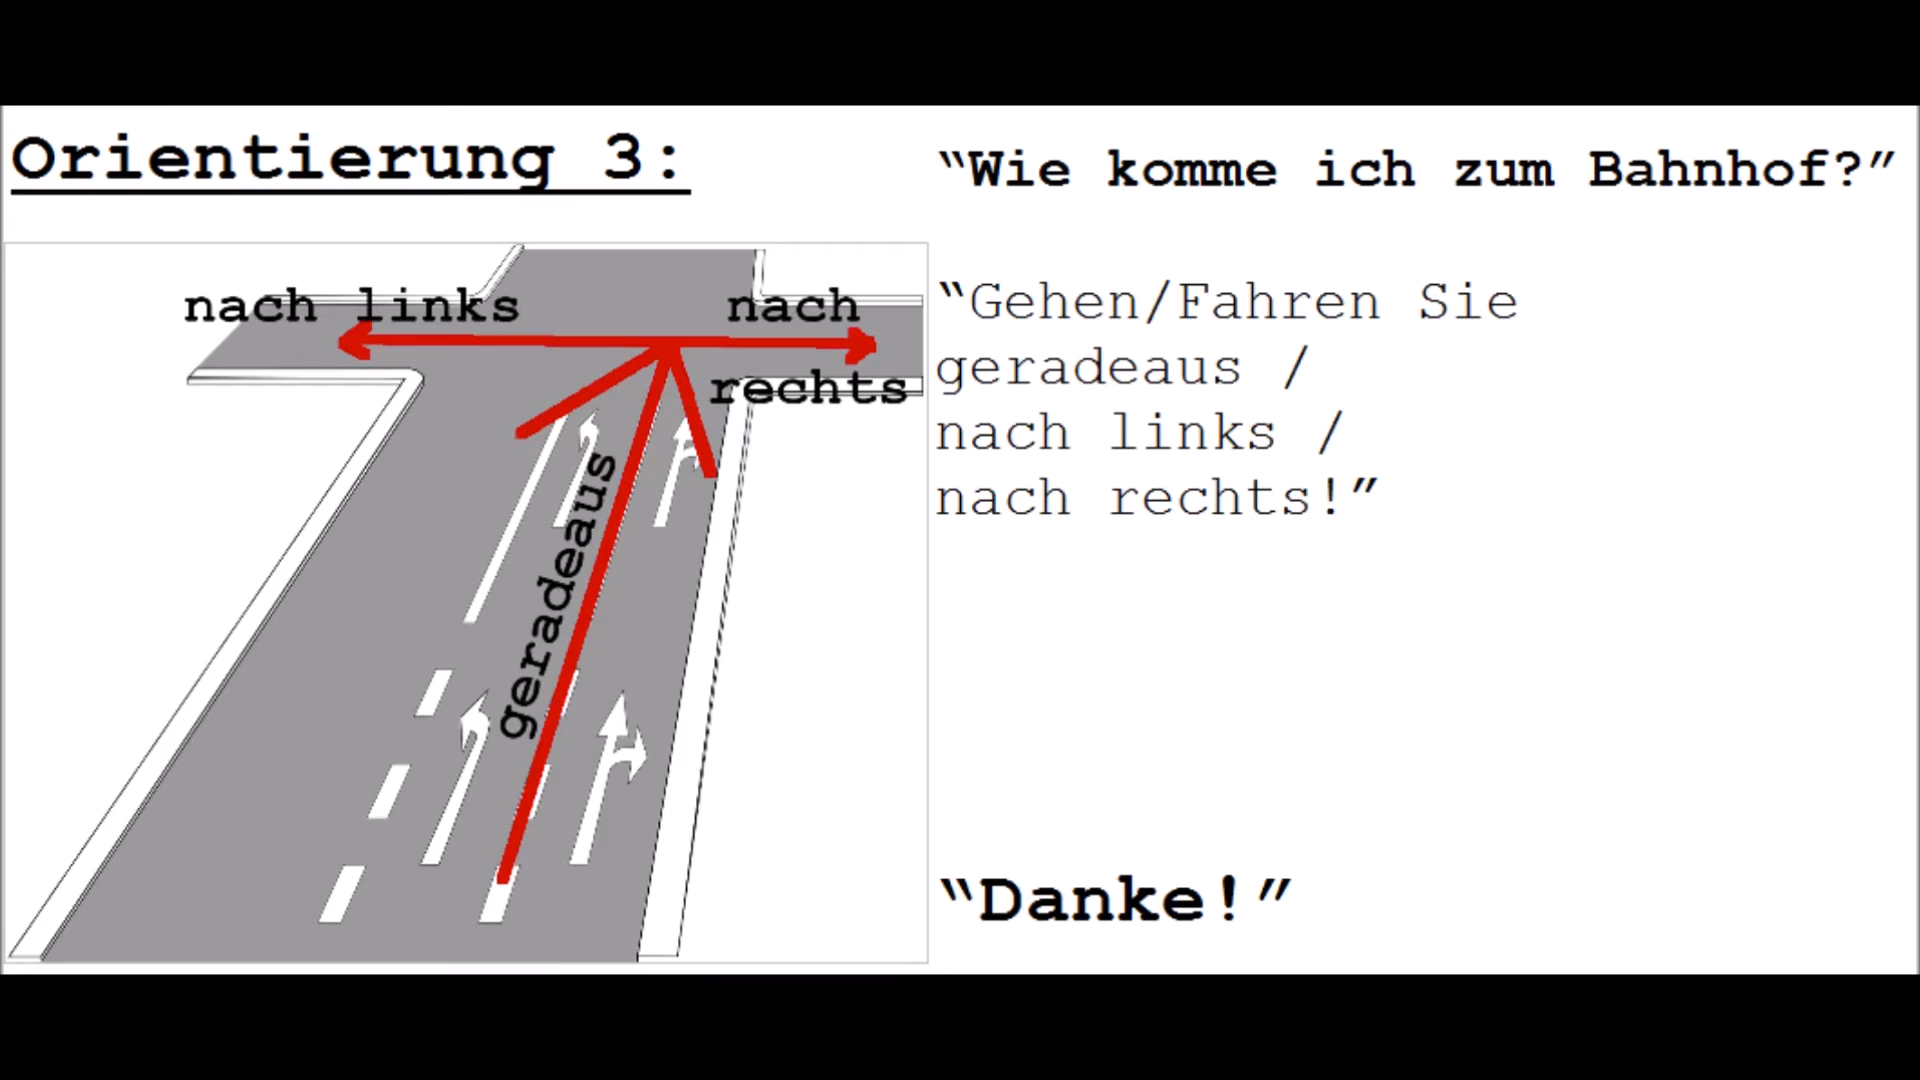 Orientierung 3:
nach links
nach
rechts
geradeaus
“Wie komme ich zum Bahnhof?”
“Gehen/Fahren Sie
geradeaus /
nach links /
nach rechts!”
“Danke!”